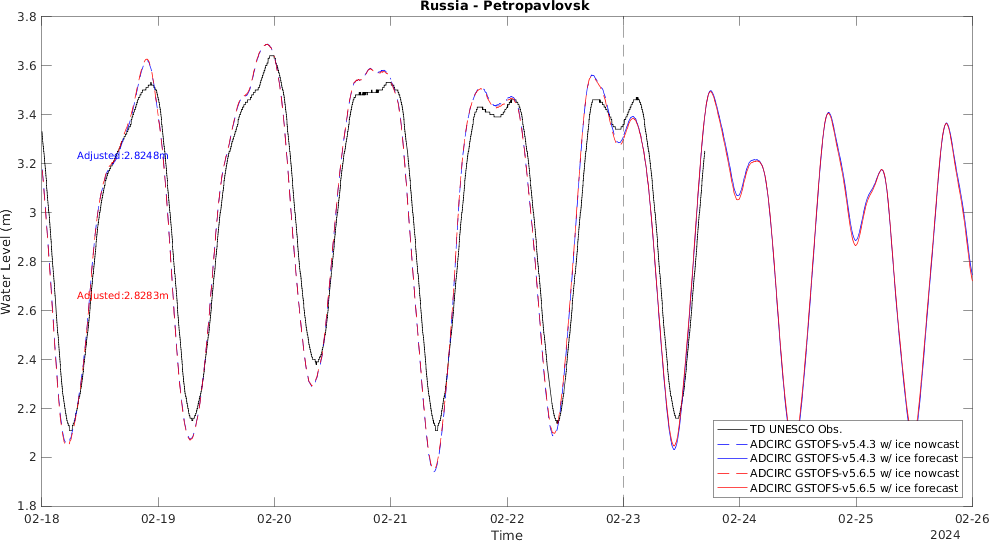 Russia - Petropavlovsk
3.8
3.6
3.4
3.2
3
2.8
2.6
2.4
2.2
2
1.8
Water Level (m)
Adjusted:2.8248m
Adjusted:2.8283m
TD UNESCO Obs.
ADCIRC GSTOFS-v5.4.3 w/ ice nowcast
ADCIRC GSTOFS-v5.4.3 w/ ice forecast
ADCIRC GSTOFS-v5.6.5 w/ ice nowcast
ADCIRC GSTOFS-v5.6.5 w/ ice forecast
02-18 02-19 02-20 02-21 02-22 02-23 02-24 02-25 02-26
Time
2024